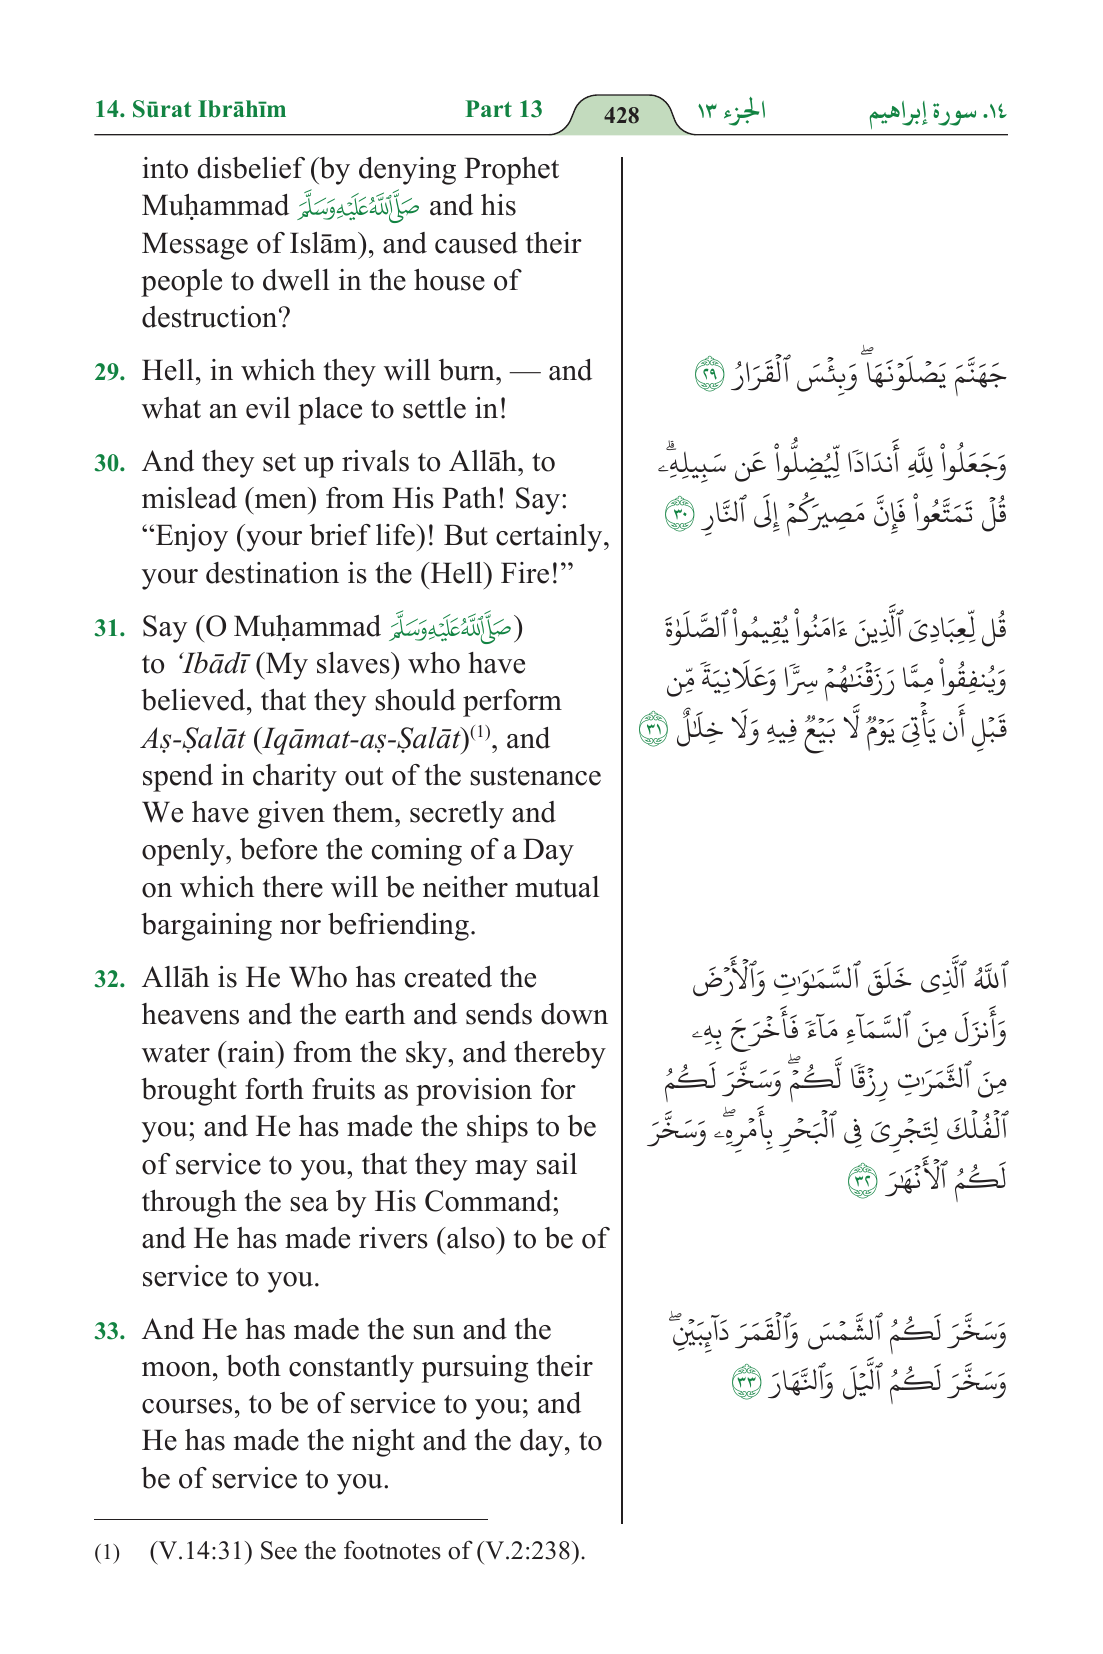 14. Sūrat Ibrāhīm Part 13 428 الجزء ١٣ ١٤. سورة إبراهيم
into disbelief (by denying Prophet
Muḥammad صَلَّى ٱللَّهُ عَلَيْهِ وَسَلَّمَ and his
Message of Islām), and caused their
people to dwell in the house of
destruction?
29. Hell, in which they will burn, — and
what an evil place to settle in!
30. And they set up rivals to Allāh, to
mislead (men) from His Path! Say:
“Enjoy (your brief life)! But certainly,
your destination is the (Hell) Fire!”
31. Say (O Muḥammad صَلَّى ٱللَّهُ عَلَيْهِ وَسَلَّمَ)
to ‘Ibādī (My slaves) who have
believed, that they should perform
Aṣ-Ṣalāt (Iqāmat-aṣ-Ṣalāt)(1), and
spend in charity out of the sustenance
We have given them, secretly and
openly, before the coming of a Day
on which there will be neither mutual
bargaining nor befriending.
32. Allāh is He Who has created the
heavens and the earth and sends down
water (rain) from the sky, and thereby
brought forth fruits as provision for
you; and He has made the ships to be
of service to you, that they may sail
through the sea by His Command;
and He has made rivers (also) to be of
service to you.
33. And He has made the sun and the
moon, both constantly pursuing their
courses, to be of service to you; and
He has made the night and the day, to
be of service to you.
جَهَنَّمَ يَصْلَوْنَهَا ۖ وَبِئْسَ ٱلْقَرَارُ ٢٩
وَجَعَلُوا۟ لِلَّهِ أَندَادًا لِّيُضِلُّوا۟ عَن سَبِيلِهِۦ ۗ
قُلْ تَمَتَّعُوا۟ فَإِنَّ مَصِيرَكُمْ إِلَى ٱلنَّارِ ٣٠
قُل لِّعِبَادِىَ ٱلَّذِينَ ءَامَنُوا۟ يُقِيمُوا۟ ٱلصَّلَوٰةَ
وَيُنفِقُوا۟ مِمَّا رَزَقْنَـٰهُمْ سِرًّا وَعَلَانِيَةً مِّن
قَبْلِ أَن يَأْتِىَ يَوْمٌ لَّا بَيْعٌ فِيهِ وَلَا خِلَـٰلٌ ٣١
ٱللَّهُ ٱلَّذِى خَلَقَ ٱلسَّمَـٰوَٰتِ وَٱلْأَرْضَ
وَأَنزَلَ مِنَ ٱلسَّمَآءِ مَآءً فَأَخْرَجَ بِهِۦ
مِنَ ٱلثَّمَرَٰتِ رِزْقًا لَّكُمْ ۖ وَسَخَّرَ لَكُمُ
ٱلْفُلْكَ لِتَجْرِىَ فِى ٱلْبَحْرِ بِأَمْرِهِۦ ۖ وَسَخَّرَ
لَكُمُ ٱلْأَنْهَـٰرَ ٣٢
وَسَخَّرَ لَكُمُ ٱلشَّمْسَ وَٱلْقَمَرَ دَآئِبَيْنِ ۖ
وَسَخَّرَ لَكُمُ ٱلَّيْلَ وَٱلنَّهَارَ ٣٣
(1) (V.14:31) See the footnotes of (V.2:238).